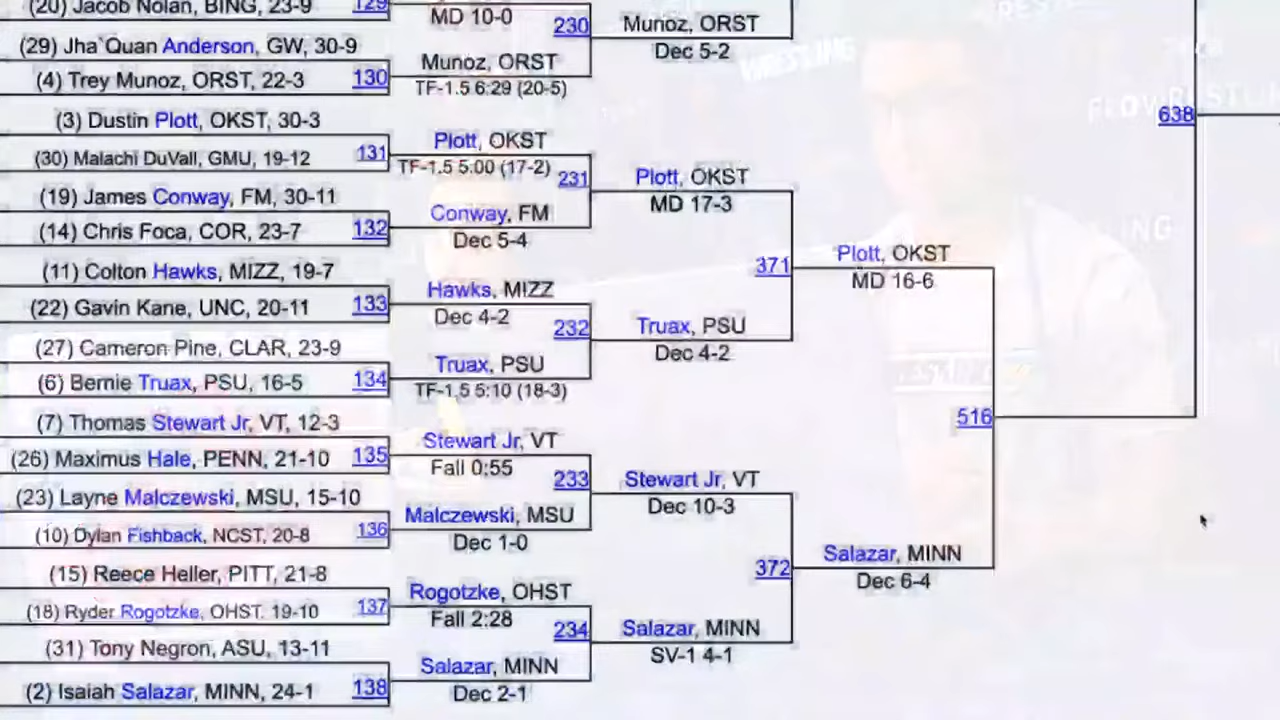 (20) Jacob Nolan, BING, 23-9
129
(29) Jha'Quan Anderson, GW, 30-9
(4) Trey Munoz, ORST, 22-3
130
(3) Dustin Plott, OKST, 30-3
(30) Malachi DuVall, GMU, 19-12
131
(19) James Conway, FM, 30-11
(14) Chris Foca, COR, 23-7
132
(11) Colton Hawks, MIZZ, 19-7
(22) Gavin Kane, UNC, 20-11
133
(27) Cameron Pine, CLAR, 23-9
(6) Bernie Truax, PSU, 16-5
134
(7) Thomas Stewart Jr, VT, 12-3
(26) Maximus Hale, PENN, 21-10
135
(23) Layne Malczewski, MSU, 15-10
(10) Dylan Fishback, NCST, 20-8
136
(15) Reece Heller, PITT, 21-8
(18) Ryder Rogotzke, OHST, 19-10
137
(31) Tony Negron, ASU, 13-11
(2) Isaiah Salazar, MINN, 24-1
138
MD 10-0
230
Munoz, ORST
TF-1.5 6:29 (20-5)
Plott, OKST
TF-1.5 5:00 (17-2)
231
Conway, FM
Dec 5-4
Hawks, MIZZ
Dec 4-2
232
Truax, PSU
TF-1.5 5:10 (18-3)
Stewart Jr, VT
Fall 0:55
233
Malczewski, MSU
Dec 1-0
Rogotzke, OHST
Fall 2:28
234
Salazar, MINN
Dec 2-1
Munoz, ORST
Dec 5-2
Plott, OKST
MD 17-3
371
Truax, PSU
Dec 4-2
Stewart Jr, VT
Dec 10-3
372
Salazar, MINN
SV-1 4-1
Plott, OKST
MD 16-6
516
Salazar, MINN
Dec 6-4
638
WRESTLING